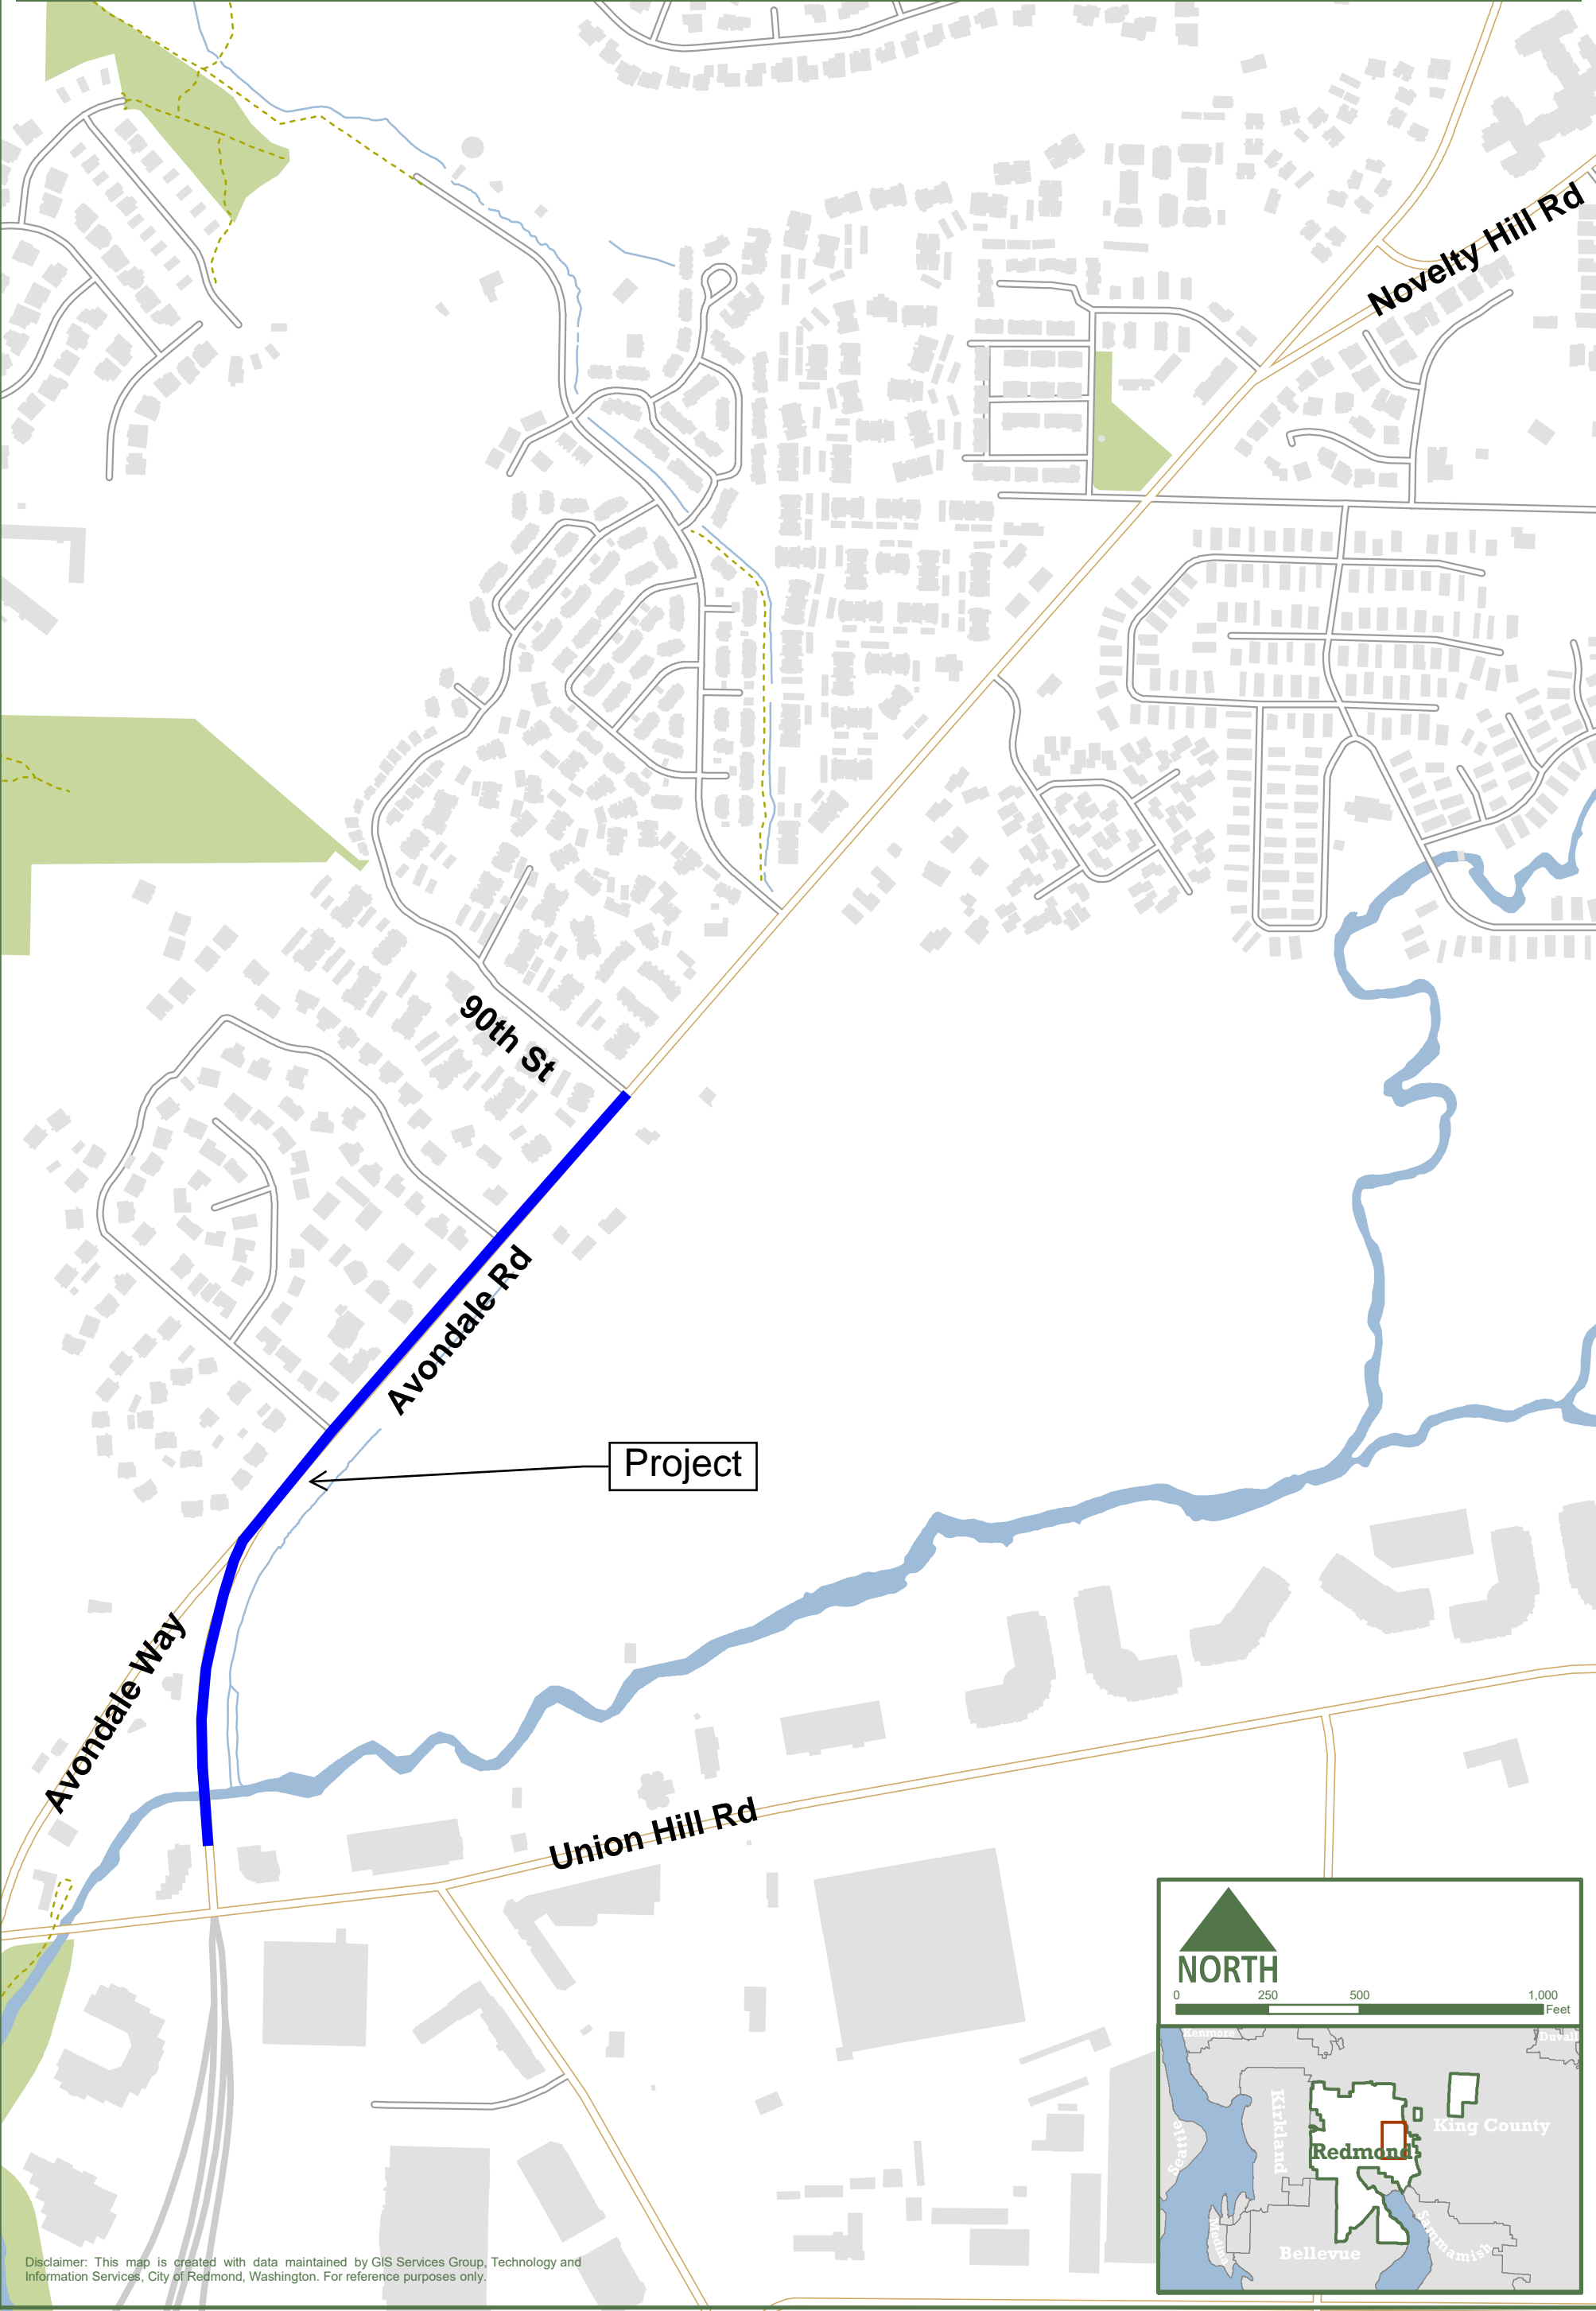 Novelty Hill Rd
90th St
Avondale Rd
Project
Avondale Way
Union Hill Rd
NORTH
0 250 500 1,000
Feet
Kenmore
Duvall
Kirkland
King County
Seattle
Redmond
Medina
Sammamish
Bellevue
Disclaimer: This map is created with data maintained by GIS Services Group, Technology and
Information Services, City of Redmond, Washington. For reference purposes only.